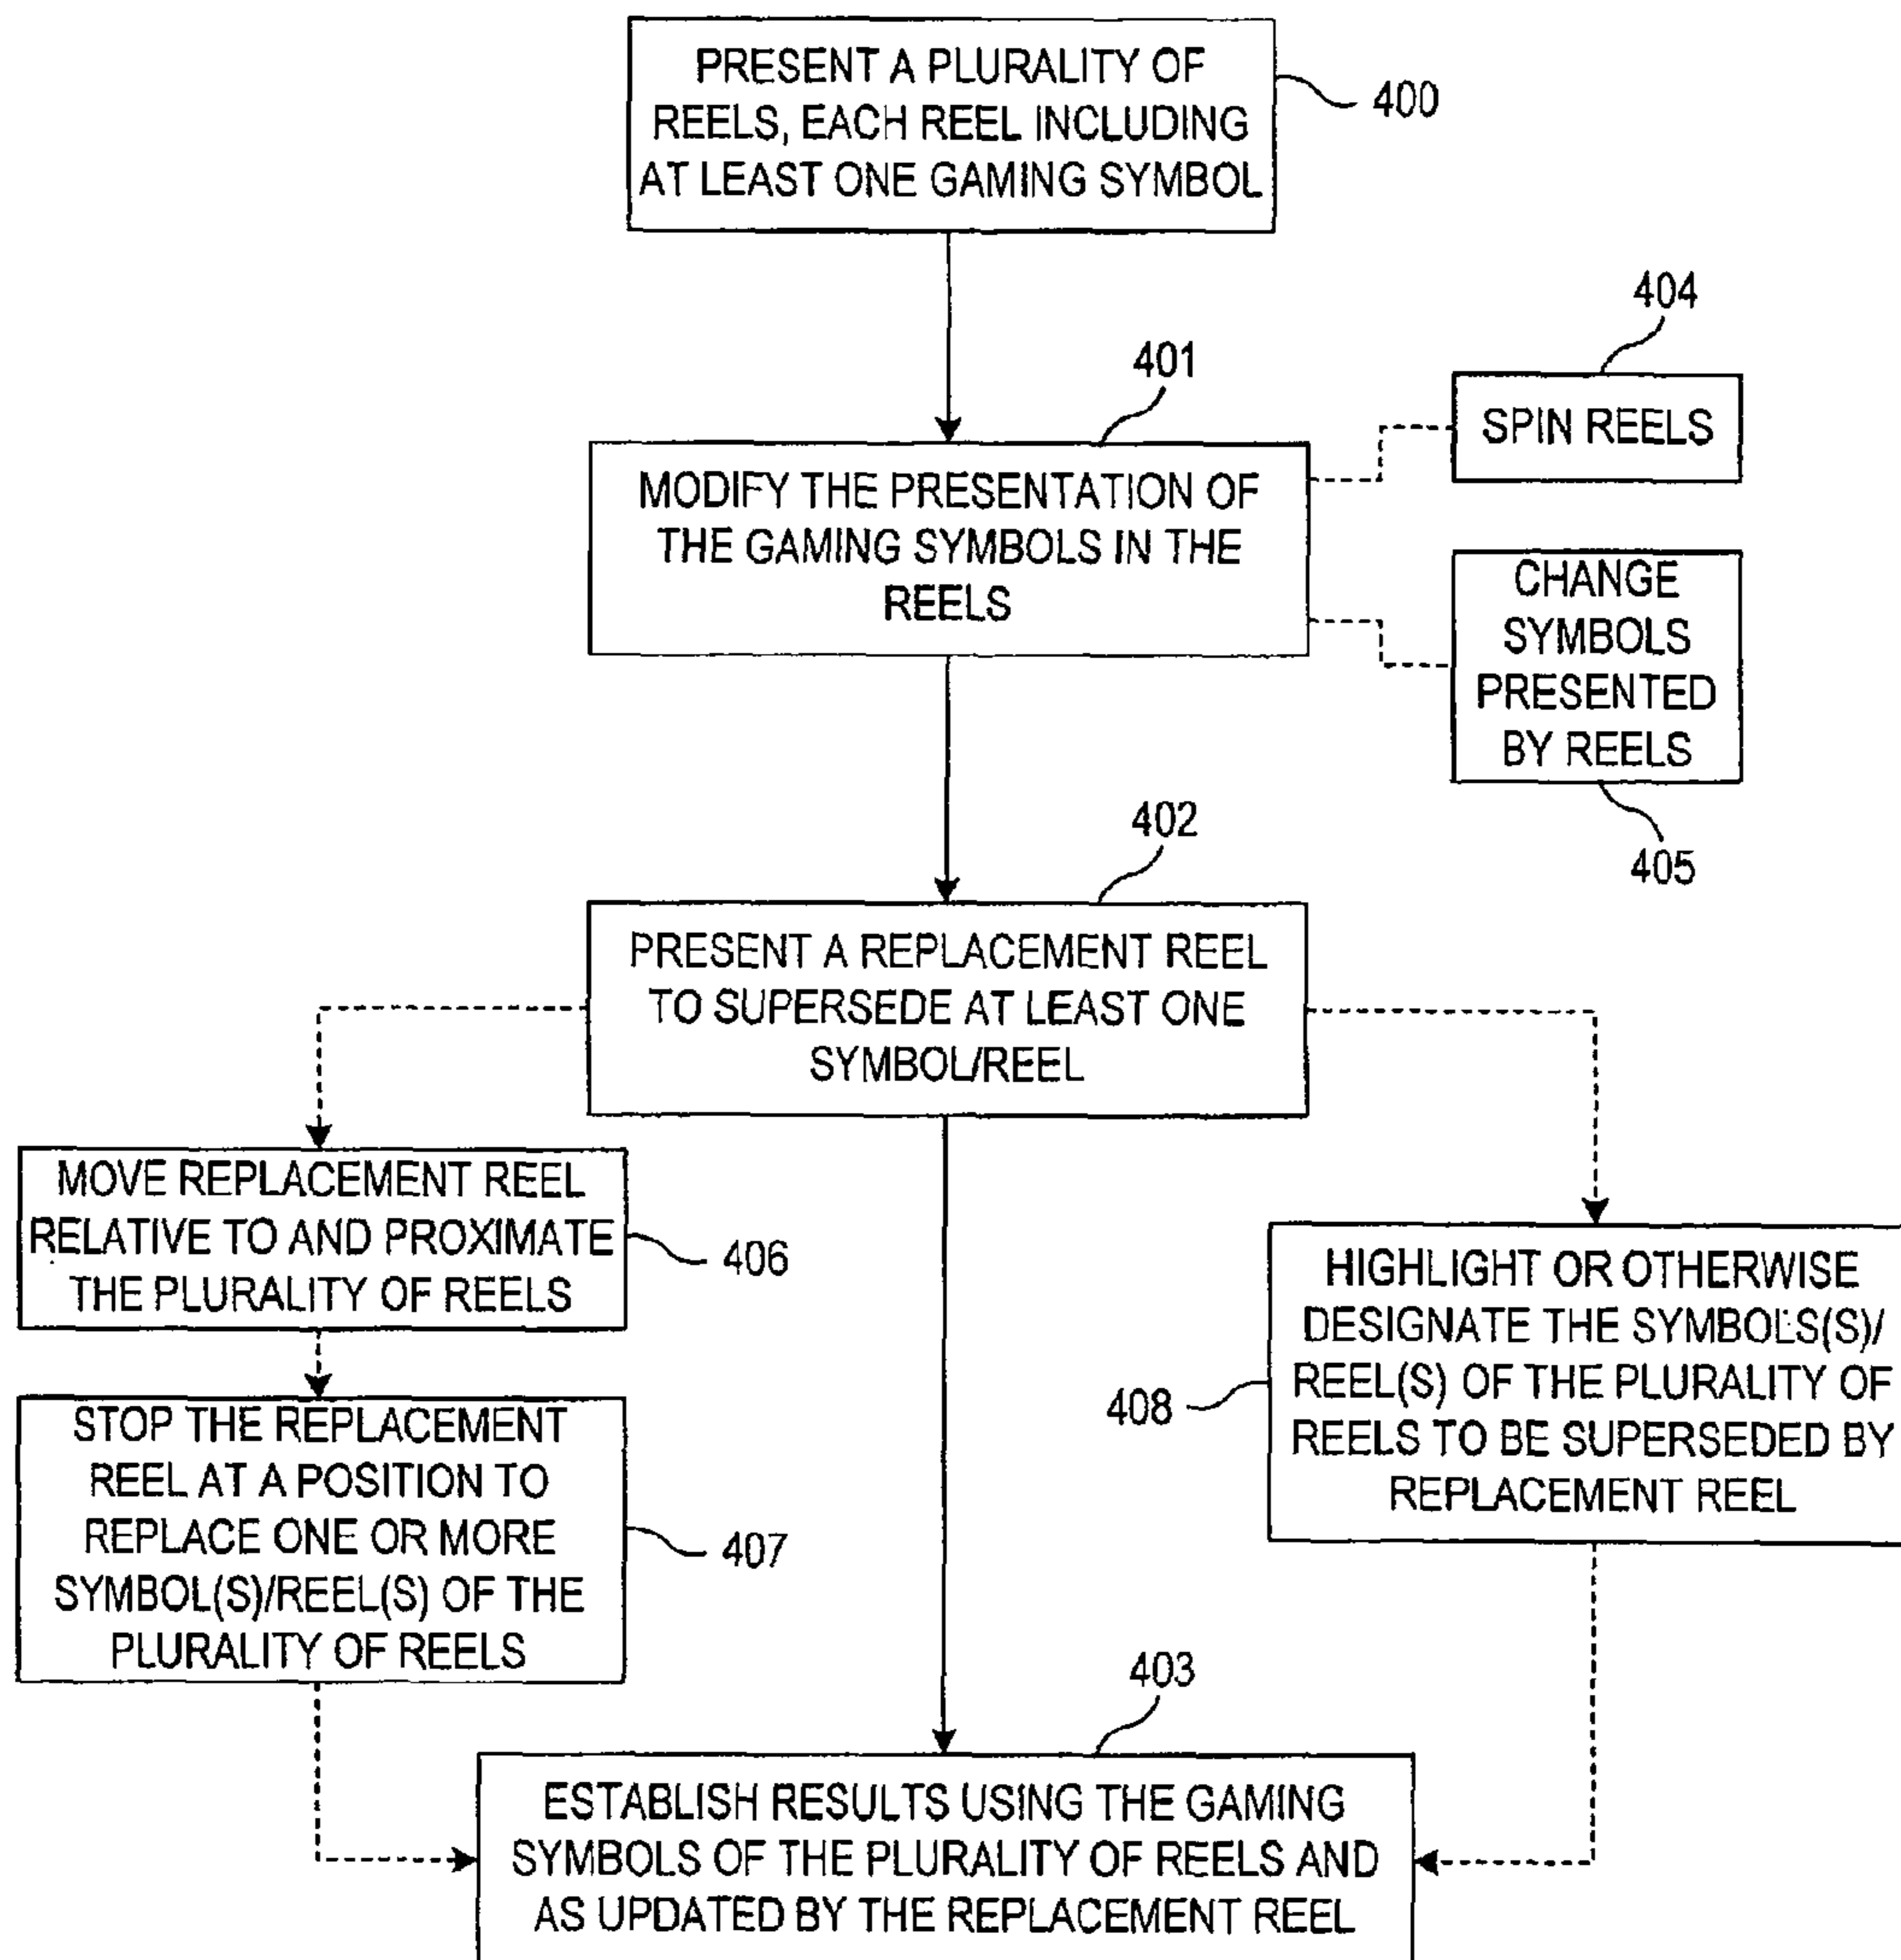 PRESENT A PLURALITY OF
REELS, EACH REEL INCLUDING
AT LEAST ONE GAMING SYMBOL
400
404
401
SPIN REELS
MODIFY THE PRESENTATION OF
THE GAMING SYMBOLS IN THE
REELS
CHANGE
SYMBOLS
PRESENTED
BY REELS
405
402
PRESENT A REPLACEMENT REEL
TO SUPERSEDE AT LEAST ONE
SYMBOL/REEL
MOVE REPLACEMENT REEL
RELATIVE TO AND PROXIMATE
THE PLURALITY OF REELS
406
STOP THE REPLACEMENT
REEL AT A POSITION TO
REPLACE ONE OR MORE
SYMBOL(S)/REEL(S) OF THE
PLURALITY OF REELS
407
HIGHLIGHT OR OTHERWISE
DESIGNATE THE SYMBOLS(S)/
REEL(S) OF THE PLURALITY OF
REELS TO BE SUPERSEDED BY
REPLACEMENT REEL
408
403
ESTABLISH RESULTS USING THE GAMING
SYMBOLS OF THE PLURALITY OF REELS AND
AS UPDATED BY THE REPLACEMENT REEL